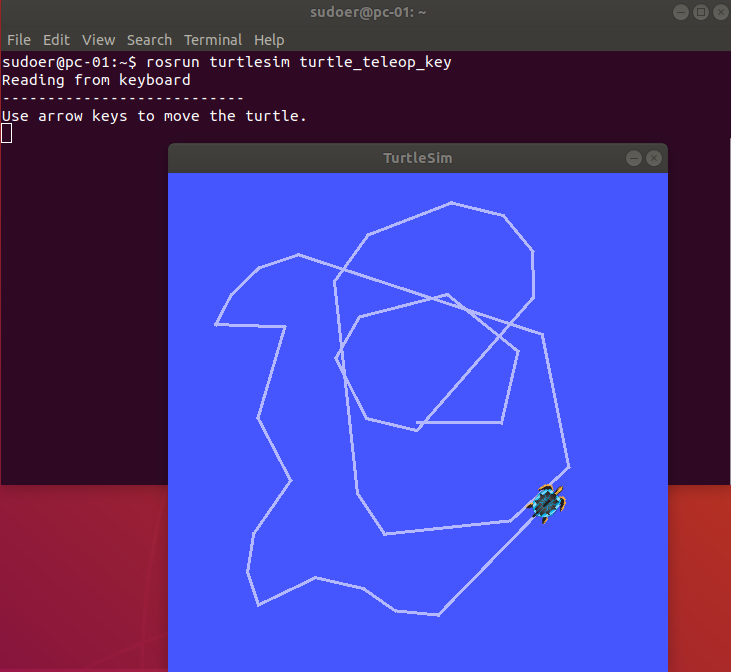 sudoer@pc-01: ~
File Edit View Search Terminal Help
sudoer@pc-01:~$ rosrun turtlesim turtle_teleop_key
Reading from keyboard
---------------------------
Use arrow keys to move the turtle.
TurtleSim